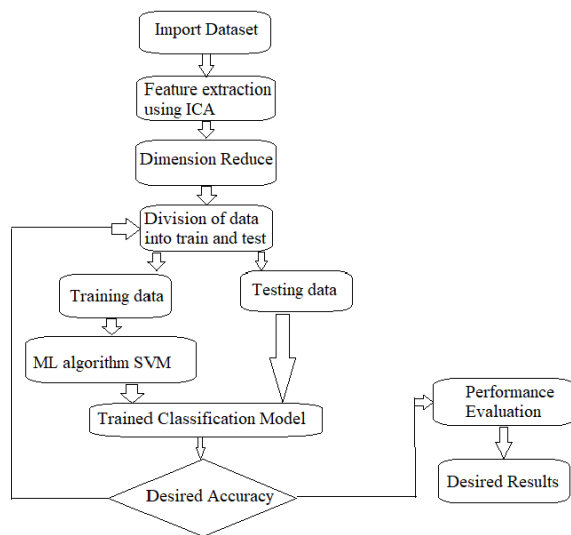 Import Dataset
Feature extraction
using ICA
Dimension Reduce
Division of data
into train and test
Training data
Testing data
ML algorithm SVM
Trained Classification Model
Desired Accuracy
Performance
Evaluation
Desired Results